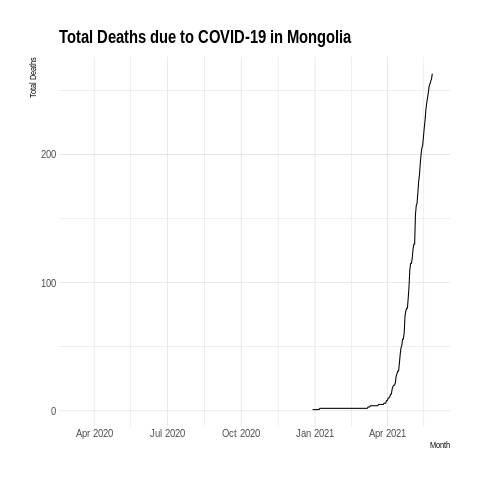 Total Deaths due to COVID-19 in Mongolia
Total Deaths
200
100
0
Apr 2020 Jul 2020 Oct 2020 Jan 2021 Apr 2021
Month